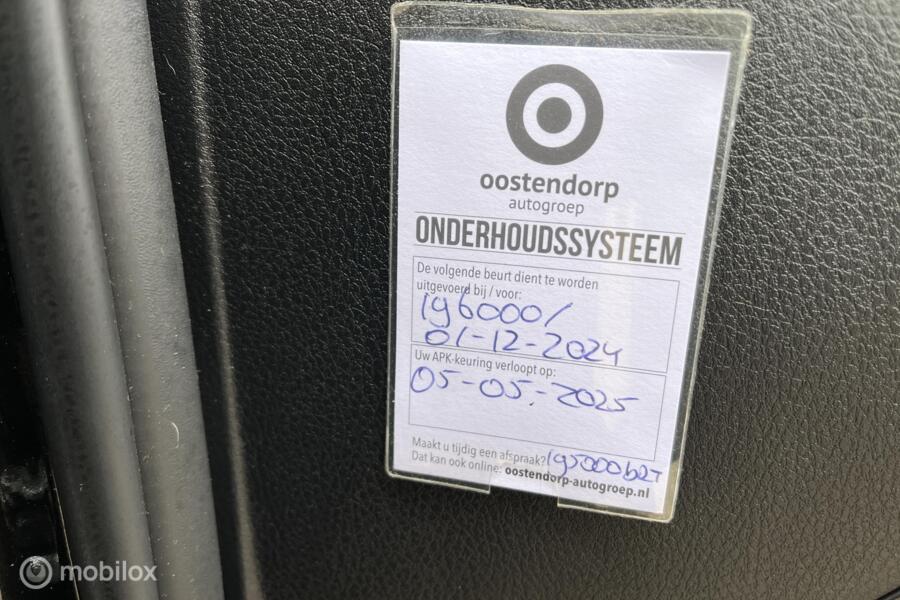 oostendorp
autogroep
ONDERHOUDSSYSTEEM
De volgende beurt dient te worden
uitgevoerd bij / voor:
196000/
01-12-2024
Uw APK-keuring verloopt op:
05-05-2025
Maakt u tijdig een afspraak? 195000bRT
Dat kan ook online: oostendorp-autogroep.nl
mobilox